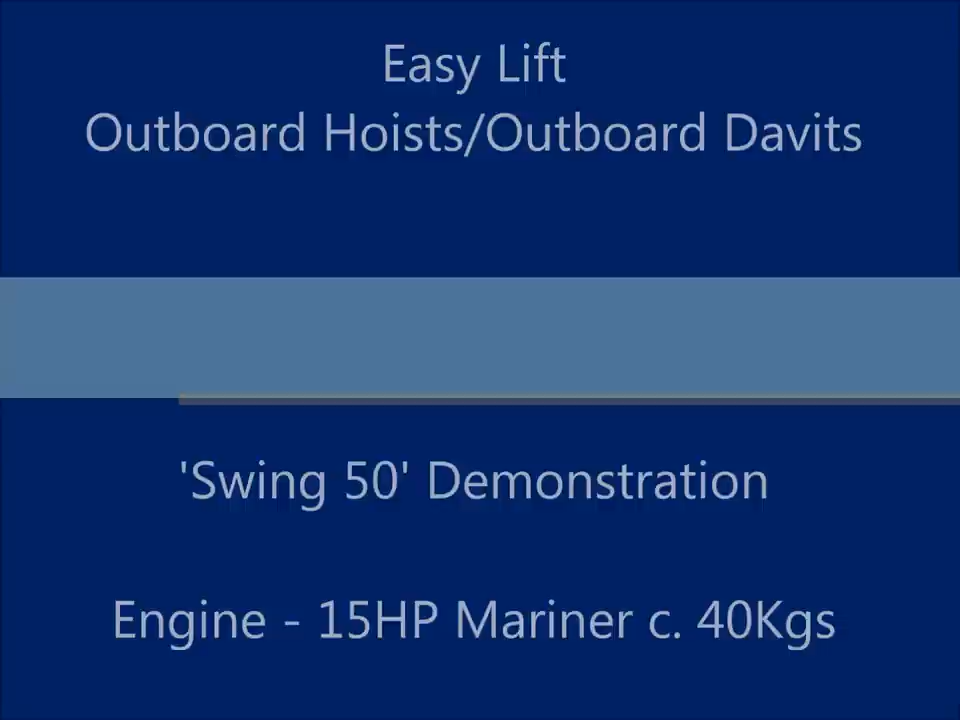 Easy Lift
Outboard Hoists/Outboard Davits
'Swing 50' Demonstration
Engine - 15HP Mariner c. 40Kgs